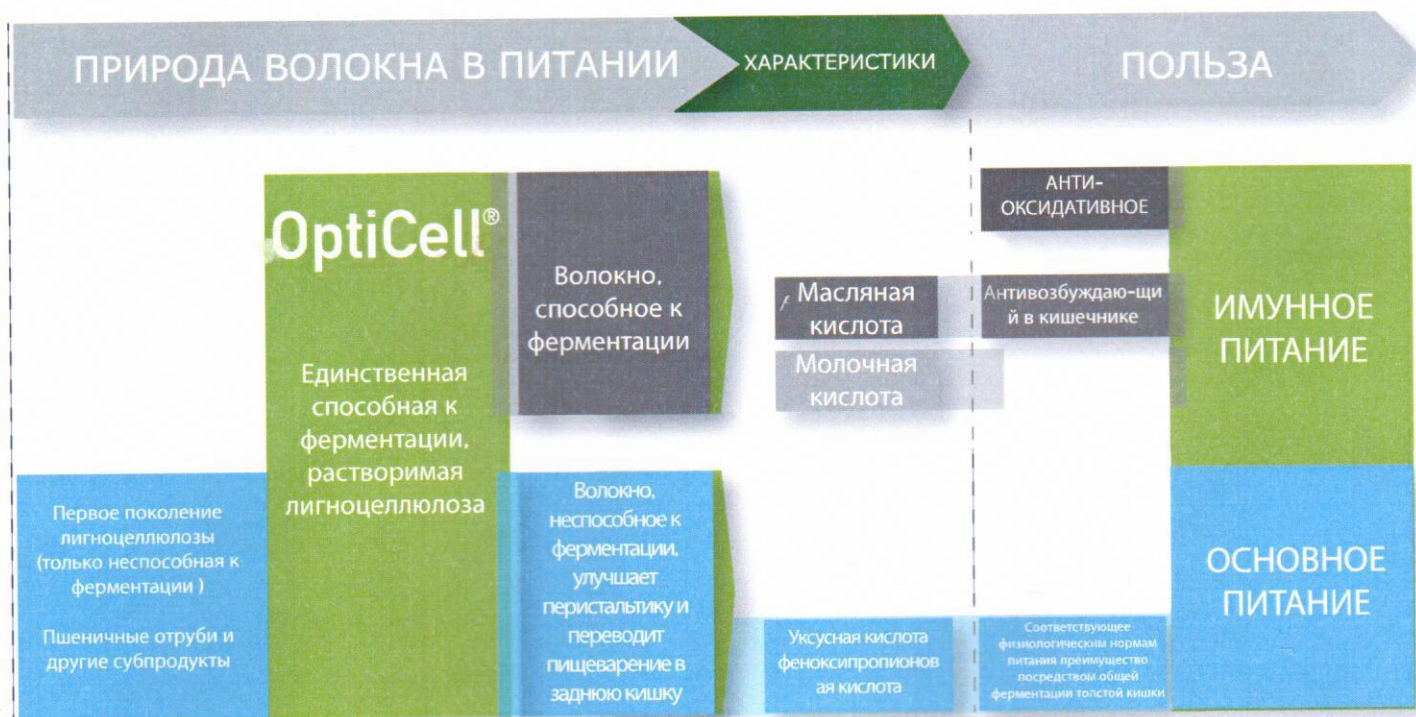 ПРИРОДА ВОЛОКНА В ПИТАНИИ
ХАРАКТЕРИСТИКИ
ПОЛЬЗА
OptiCell®
Единственная
способная к
ферментации,
растворимая
лигноцеллюлоза
Первое поколение
лигноцеллюлозы
(только неспособная к
ферментации )
Пшеничные отруби и
другие субпродукты
Волокно,
способное к
ферментации
Волокно,
неспособное к
ферментации,
улучшает
перистальтику и
переводит
пищеварение в
заднюю кишку
Масляная
кислота
Молочная
кислота
Уксусная кислота
феноксипропионов
ая кислота
АНТИ-
ОКСИДАТИВНОЕ
Антивозбуждаю-щи
й в кишечнике
Соответствующее
физиологическим нормам
питания преимущество
посредством общей
ферментации толстой кишки
ИМУННОЕ
ПИТАНИЕ
ОСНОВНОЕ
ПИТАНИЕ